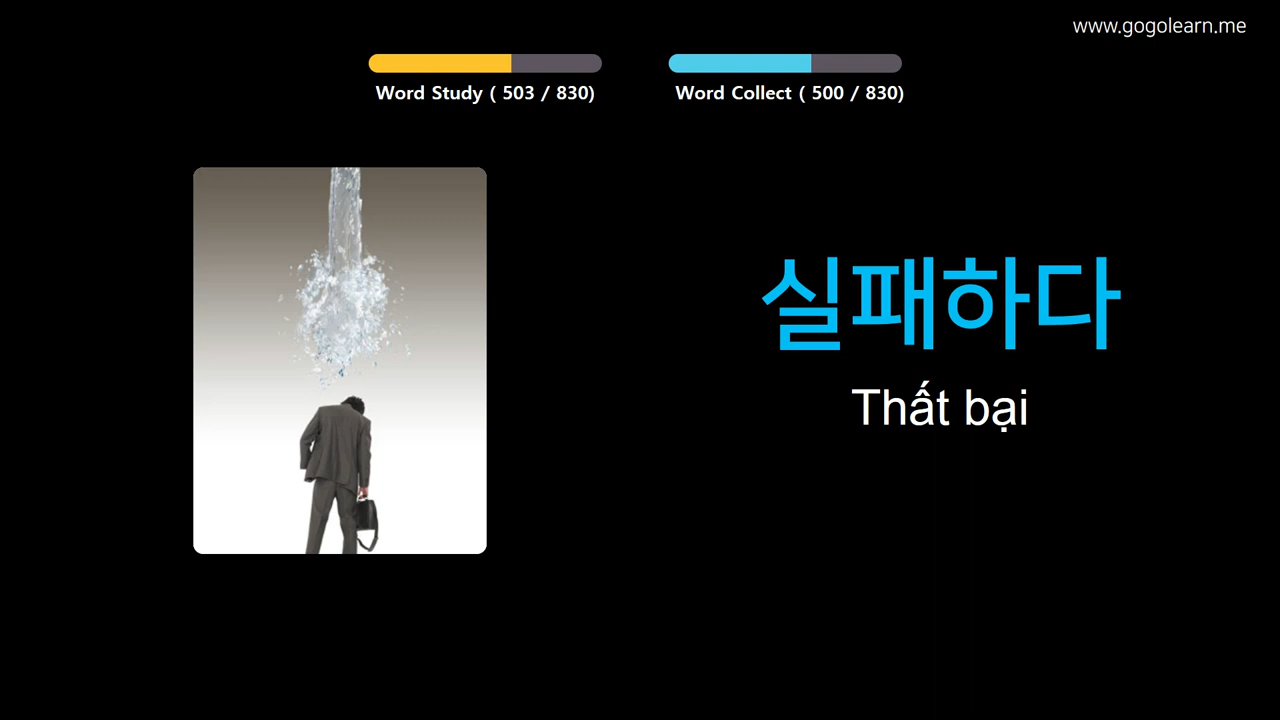 www.gogolearn.me
Word Study ( 503 / 830)
Word Collect ( 500 / 830)
실패하다
Thất bại